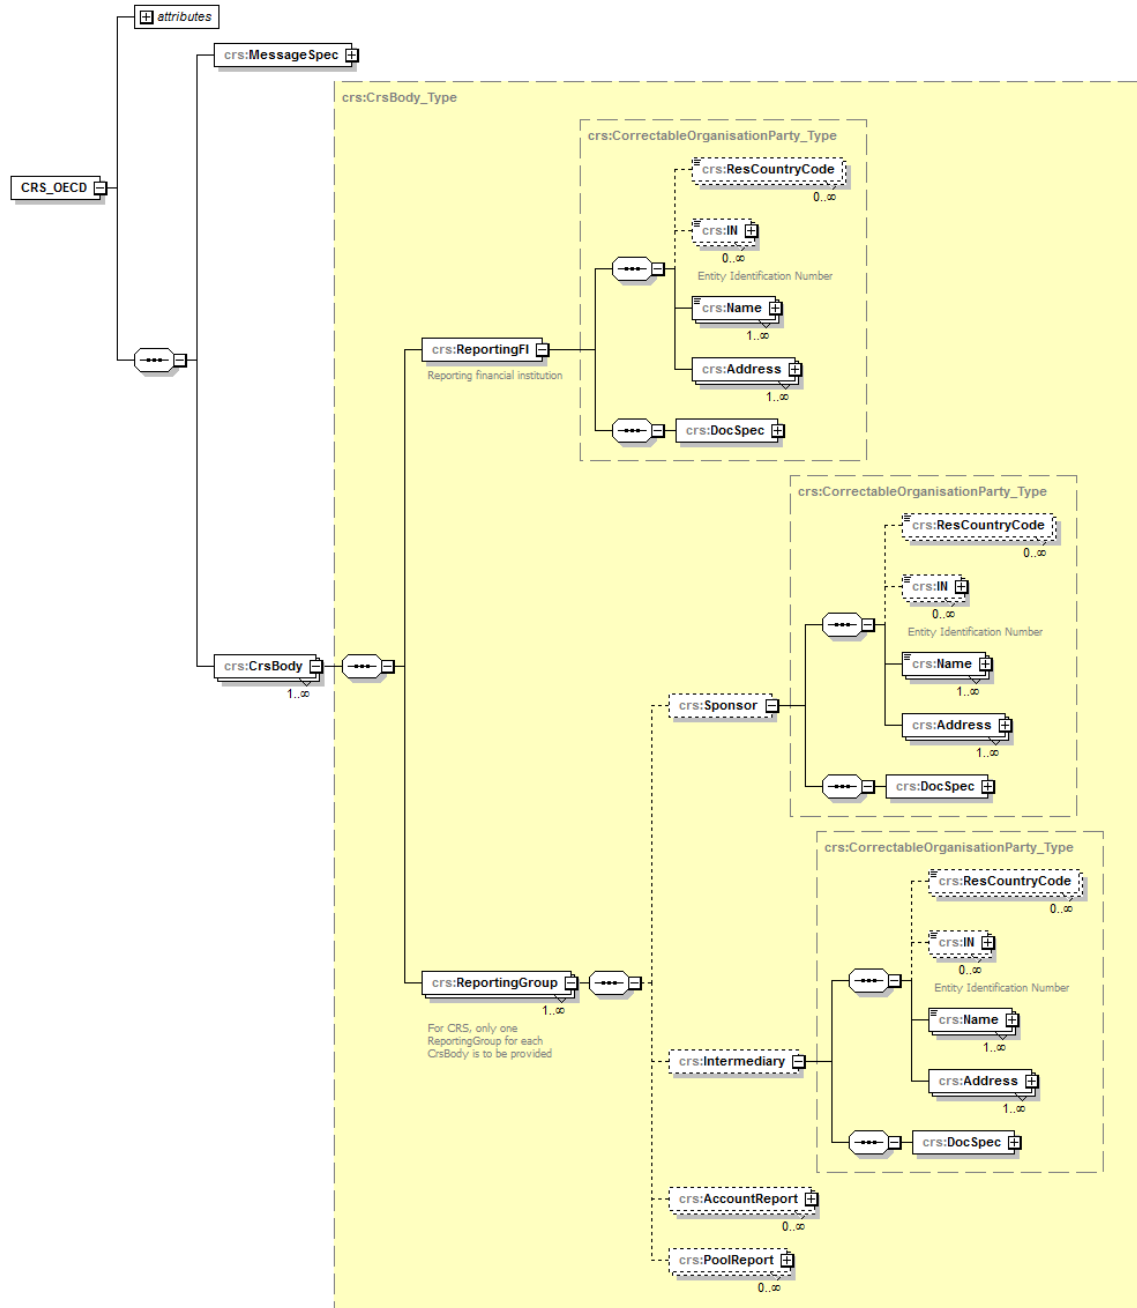 attributes
crs:MessageSpec
crs:CrsBody_Type
crs:CorrectableOrganisationParty_Type
crs:ResCountryCode
0..∞
CRS_OECD
crs:IN
0..∞
Entity Identification Number
crs:Name
1..∞
crs:ReportingFI
Reporting financial institution
crs:Address
1..∞
crs:DocSpec
crs:CorrectableOrganisationParty_Type
crs:ResCountryCode
0..∞
crs:IN
0..∞
Entity Identification Number
crs:CrsBody
1..∞
crs:Name
1..∞
crs:Sponsor
crs:Address
1..∞
crs:DocSpec
crs:CorrectableOrganisationParty_Type
crs:ResCountryCode
0..∞
crs:IN
0..∞
Entity Identification Number
crs:ReportingGroup
1..∞
For CRS, only one
ReportingGroup for each
CrsBody is to be provided
crs:Name
1..∞
crs:Intermediary
crs:Address
1..∞
crs:DocSpec
crs:AccountReport
0..∞
crs:PoolReport
0..∞